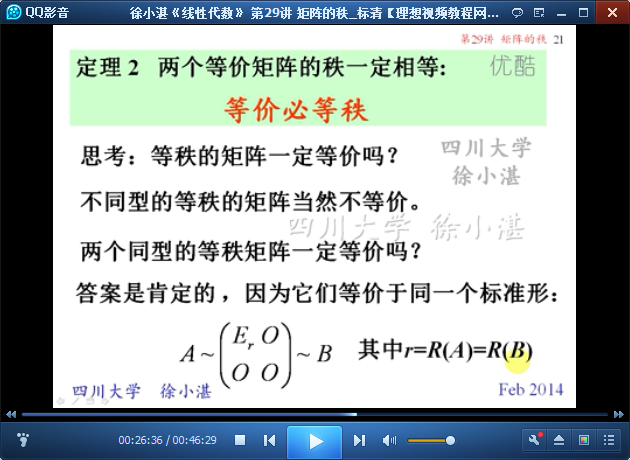 QQ影音
徐小湛《线性代数》 第29讲 矩阵的秩_标清【理想视频教程网...
第29讲 矩阵的秩 21
定理 2 两个等价矩阵的秩一定相等:
优酷
等价必等秩
思考：等秩的矩阵一定等价吗？
四川大学
徐小湛
不同型的等秩的矩阵当然不等价。
四川大学 徐小湛
两个同型的等秩矩阵一定等价吗？
答案是肯定的，因为它们等价于同一个标准形：
A ~ (E_r O
O O) ~ B 其中r=R(A)=R(B)
四川大学 徐小湛
Feb 2014
00:26:36 / 00:46:29